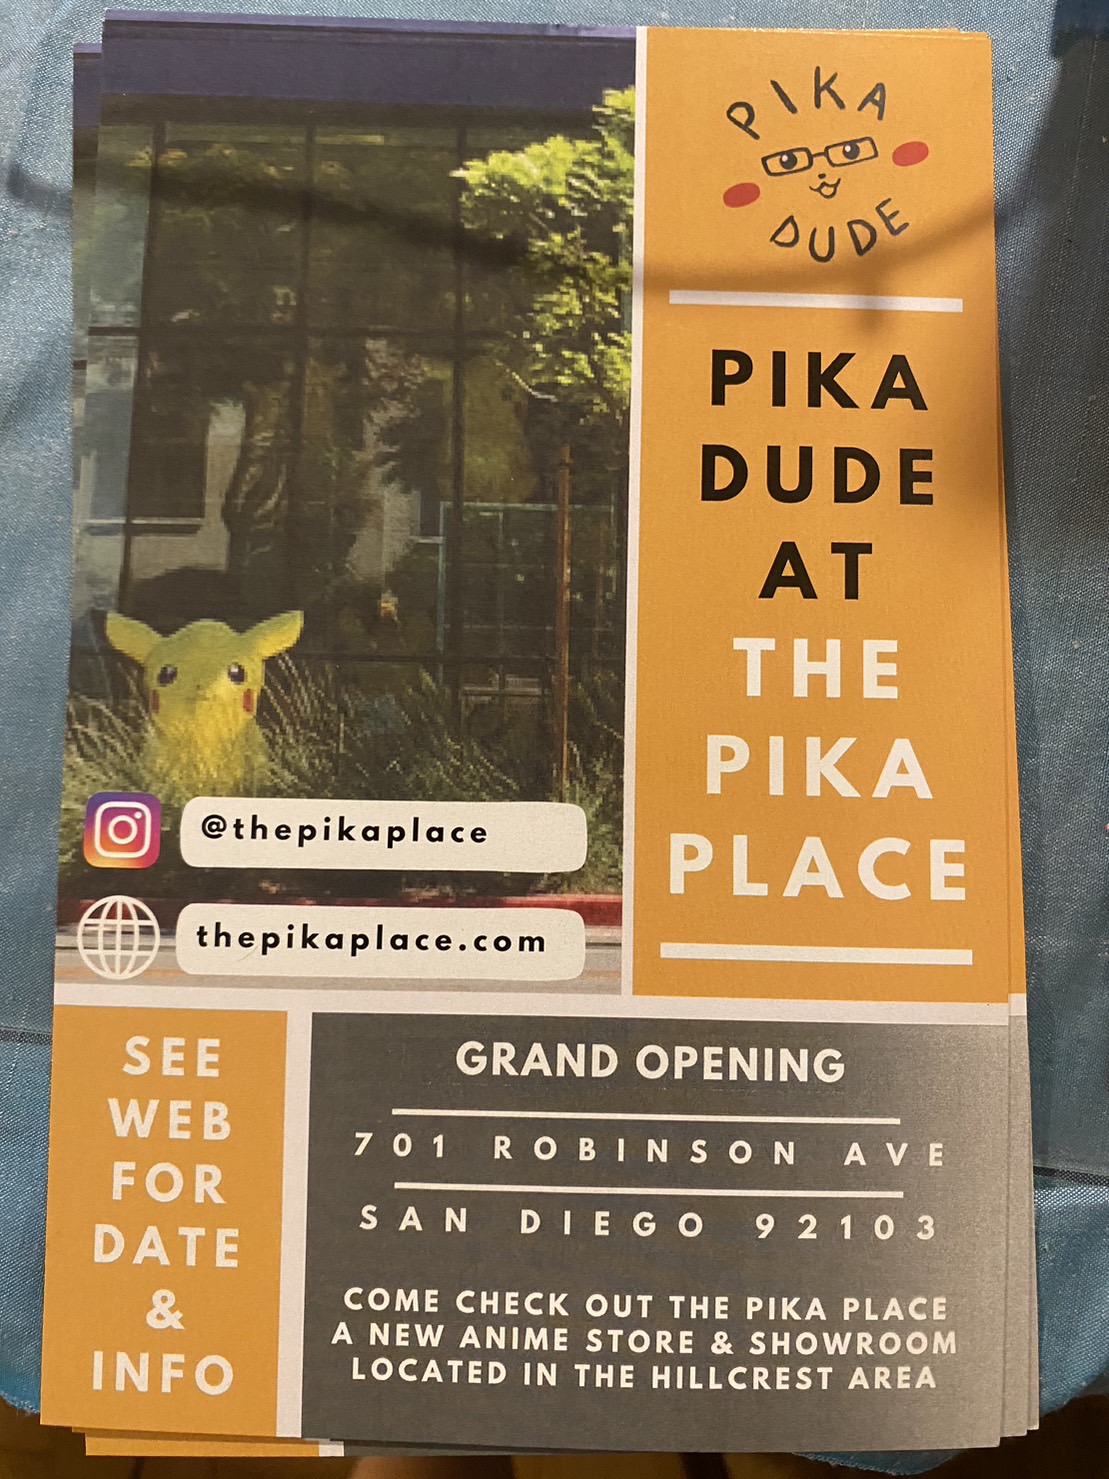 PIKA
DUDE
PIKA
DUDE
AT
THE
PIKA
PLACE
@thepikaplace
thepikaplace.com
SEE
WEB
FOR
DATE
&
INFO
GRAND OPENING
701 ROBINSON AVE
SAN DIEGO 92103
COME CHECK OUT THE PIKA PLACE
A NEW ANIME STORE & SHOWROOM
LOCATED IN THE HILLCREST AREA